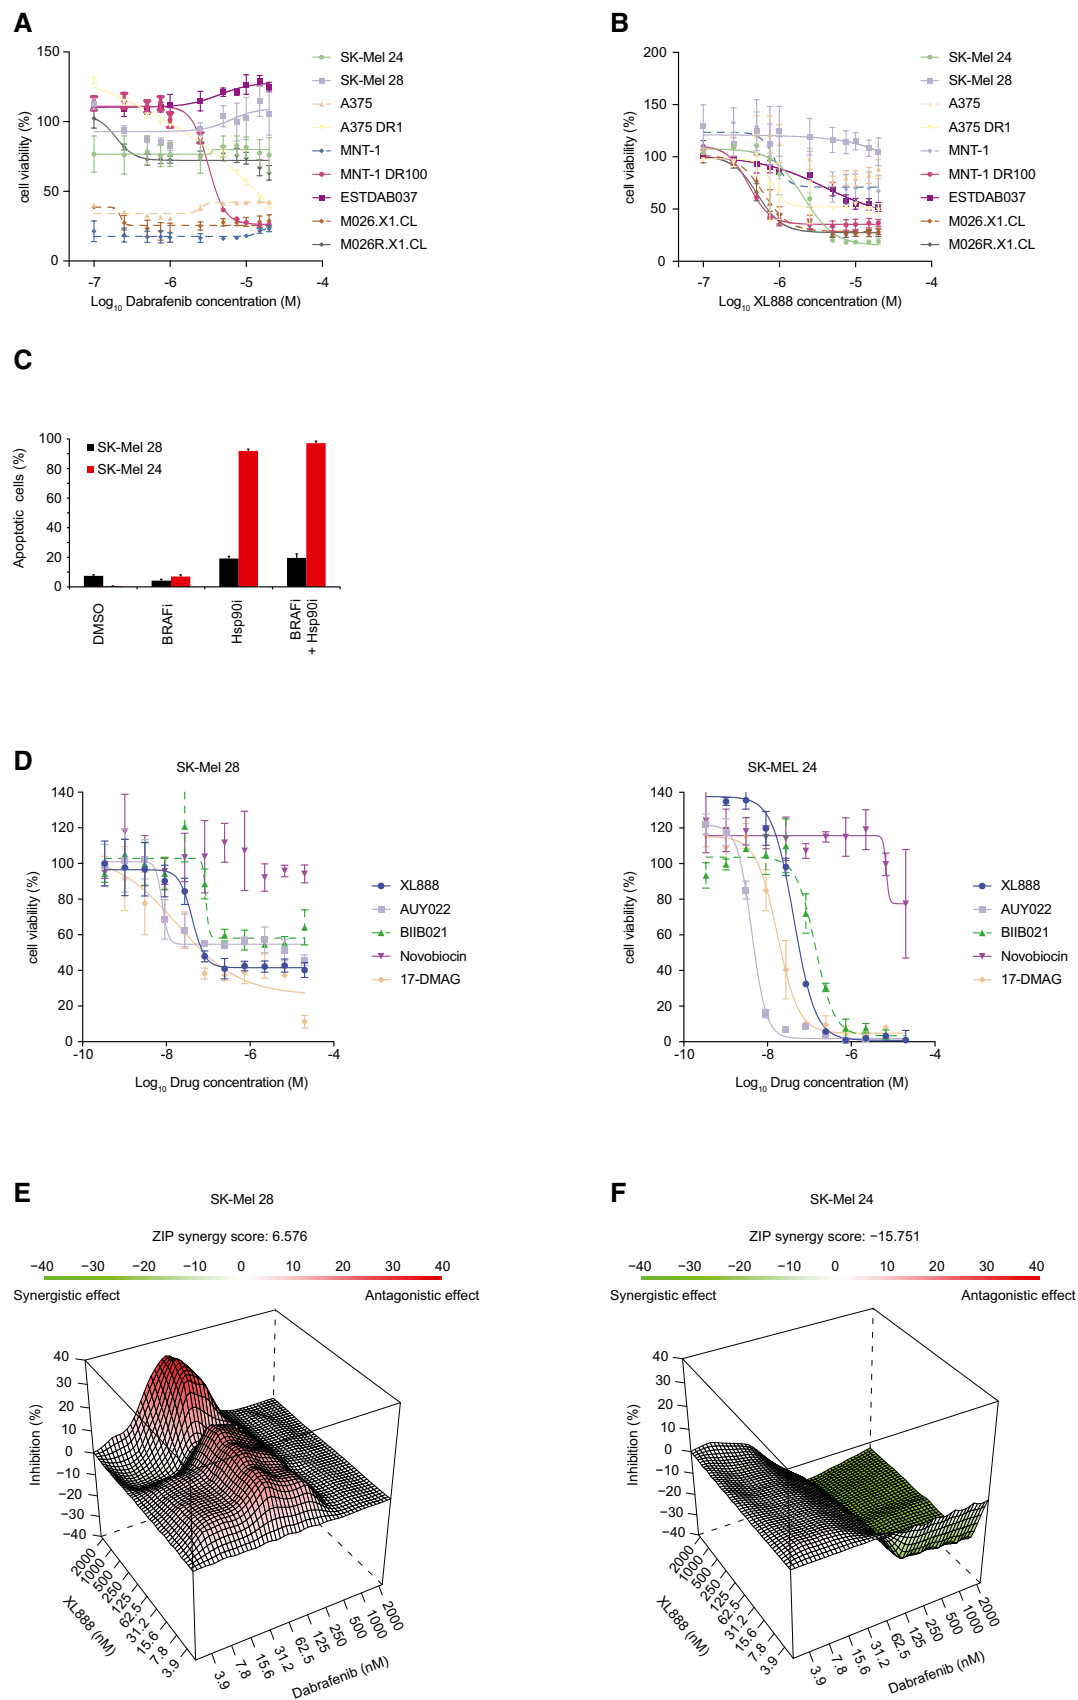 A
150
100
50
0
cell viability (%)
-7
-6
-5
-4
Log10 Dabrafenib concentration (M)
SK-Mel 24
SK-Mel 28
A375
A375 DR1
MNT-1
MNT-1 DR100
ESTDAB037
M026.X1.CL
M026R.X1.CL
B
200
150
100
50
0
cell viability (%)
-7
-6
-5
-4
Log10 XL888 concentration (M)
SK-Mel 24
SK-Mel 28
A375
A375 DR1
MNT-1
MNT-1 DR100
ESTDAB037
M026.X1.CL
M026R.X1.CL
C
100
80
60
40
20
0
Apoptotic cells (%)
SK-Mel 28
SK-Mel 24
DMSO
BRAFi
Hsp90i
BRAFi
+ Hsp90i
D
SK-Mel 28
140
120
100
80
60
40
20
0
cell viability (%)
-10
-8
-6
-4
Log10 Drug concentration (M)
XL888
AUY022
BIIB021
Novobiocin
17-DMAG
SK-MEL 24
140
120
100
80
60
40
20
0
cell viability (%)
-10
-8
-6
-4
Log10 Drug concentration (M)
XL888
AUY022
BIIB021
Novobiocin
17-DMAG
E
SK-Mel 28
ZIP synergy score: 6.576
−40 −30 −20 −10 0 10 20 30 40
Synergistic effect Antagonistic effect
40
30
20
10
0
−10
−20
−30
−40
Inhibition (%)
2000
1000
500
250
125
62.5
31.2
15.6
7.8
3.9
XL888 (nM)
3.9
7.8
15.6
31.2
62.5
125
250
500
1000
2000
Dabrafenib (nM)
F
SK-Mel 24
ZIP synergy score: −15.751
−40 −30 −20 −10 0 10 20 30 40
Synergistic effect Antagonistic effect
40
30
20
10
0
−10
−20
−30
−40
Inhibition (%)
2000
1000
500
250
125
62.5
31.2
15.6
7.8
3.9
XL888 (nM)
3.9
7.8
15.6
31.2
62.5
125
250
500
1000
2000
Dabrafenib (nM)